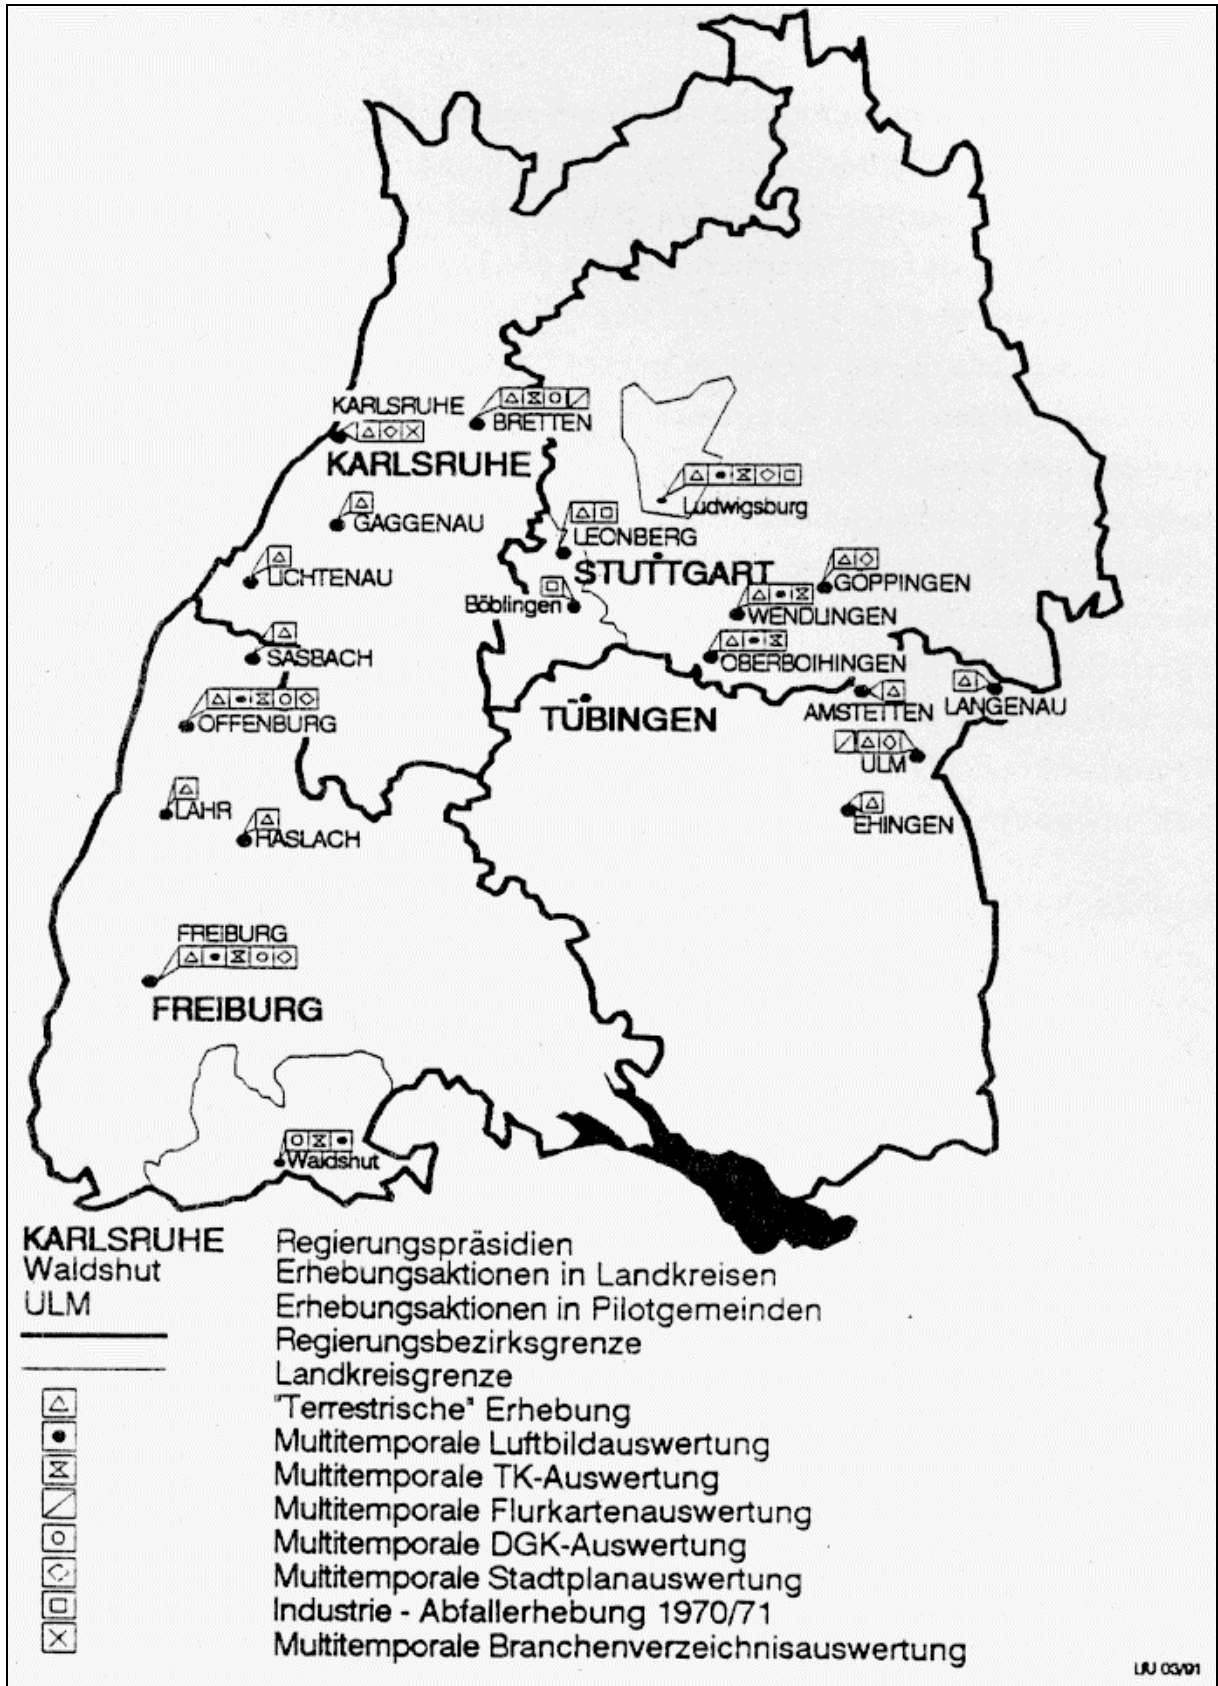 KARLSRUHE
BRETTEN
KARLSRUHE
Ludwigsburg
GAGGENAU
LEONBERG
STUTTGART
LICHTENAU
GÖPPINGEN
Böblingen
WENDLINGEN
SASBACH
OBERBOIHINGEN
AMSTETTEN
LANGENAU
TÜBINGEN
OFFENBURG
ULM
LAHR
EHINGEN
HASLACH
FREIBURG
FREIBURG
Waldshut
KARLSRUHE Regierungspräsidien
Waldshut Erhebungsaktionen in Landkreisen
ULM Erhebungsaktionen in Pilotgemeinden
Regierungsbezirksgrenze
Landkreisgrenze
"Terrestrische" Erhebung
Multitemporale Luftbildauswertung
Multitemporale TK-Auswertung
Multitemporale Flurkartenauswertung
Multitemporale DGK-Auswertung
Multitemporale Stadtplanauswertung
Industrie - Abfallerhebung 1970/71
Multitemporale Branchenverzeichnisauswertung
LfU 03/91